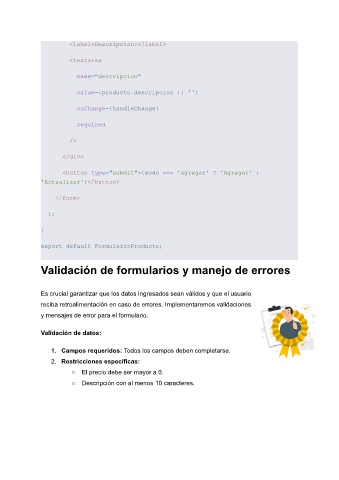 <label>Descripción:</label>
<textarea
name="descripcion"
value={producto.descripcion || ''}
onChange={handleChange}
required
/>
</div>
<button type="submit">{modo === 'agregar' ? 'Agregar' :
'Actualizar'}</button>
</form>
);
}
export default FormularioProducto;
Validación de formularios y manejo de errores
Es crucial garantizar que los datos ingresados sean válidos y que el usuario
reciba retroalimentación en caso de errores. Implementaremos validaciones
y mensajes de error para el formulario.
Validación de datos:
1. Campos requeridos: Todos los campos deben completarse.
2. Restricciones específicas:
○ El precio debe ser mayor a 0.
○ Descripción con al menos 10 caracteres.